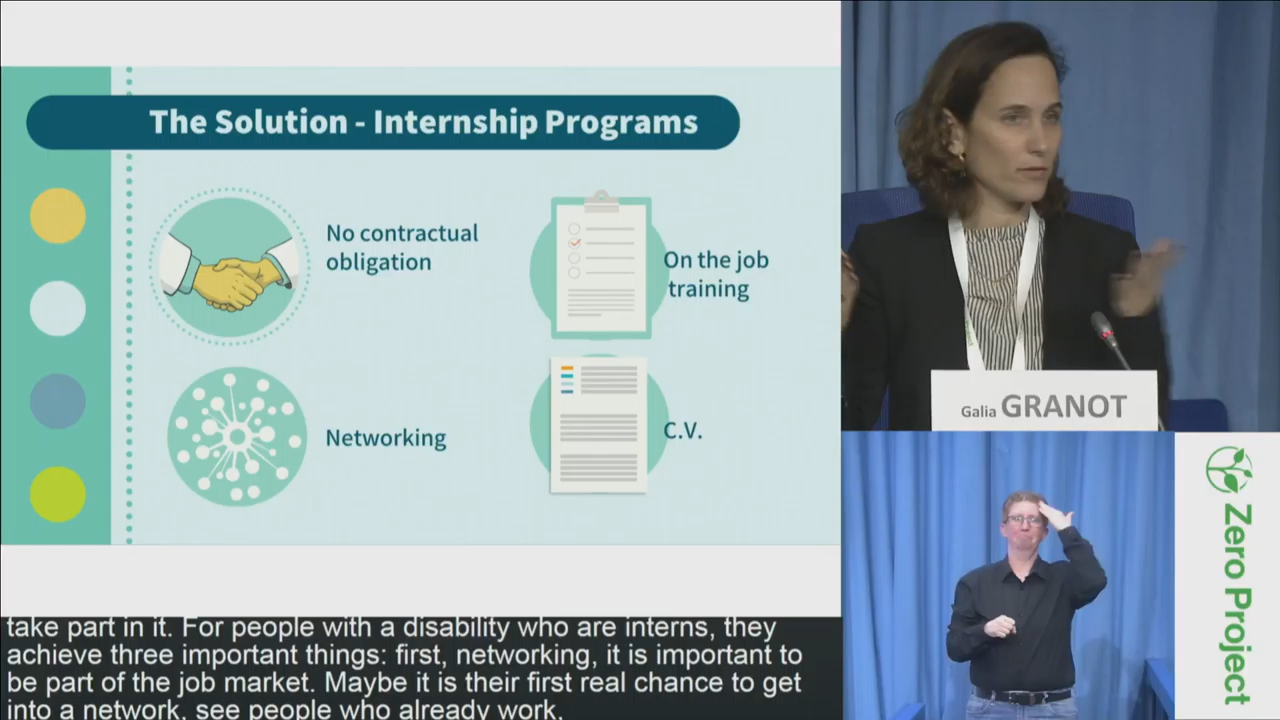 The Solution - Internship Programs
No contractual
obligation
On the job
training
Networking
C.V.
Galia GRANOT
Zero Project
take part in it. For people with a disability who are interns, they
achieve three important things: first, networking, it is important to
be part of the job market. Maybe it is their first real chance to get
into a network, see people who already work.